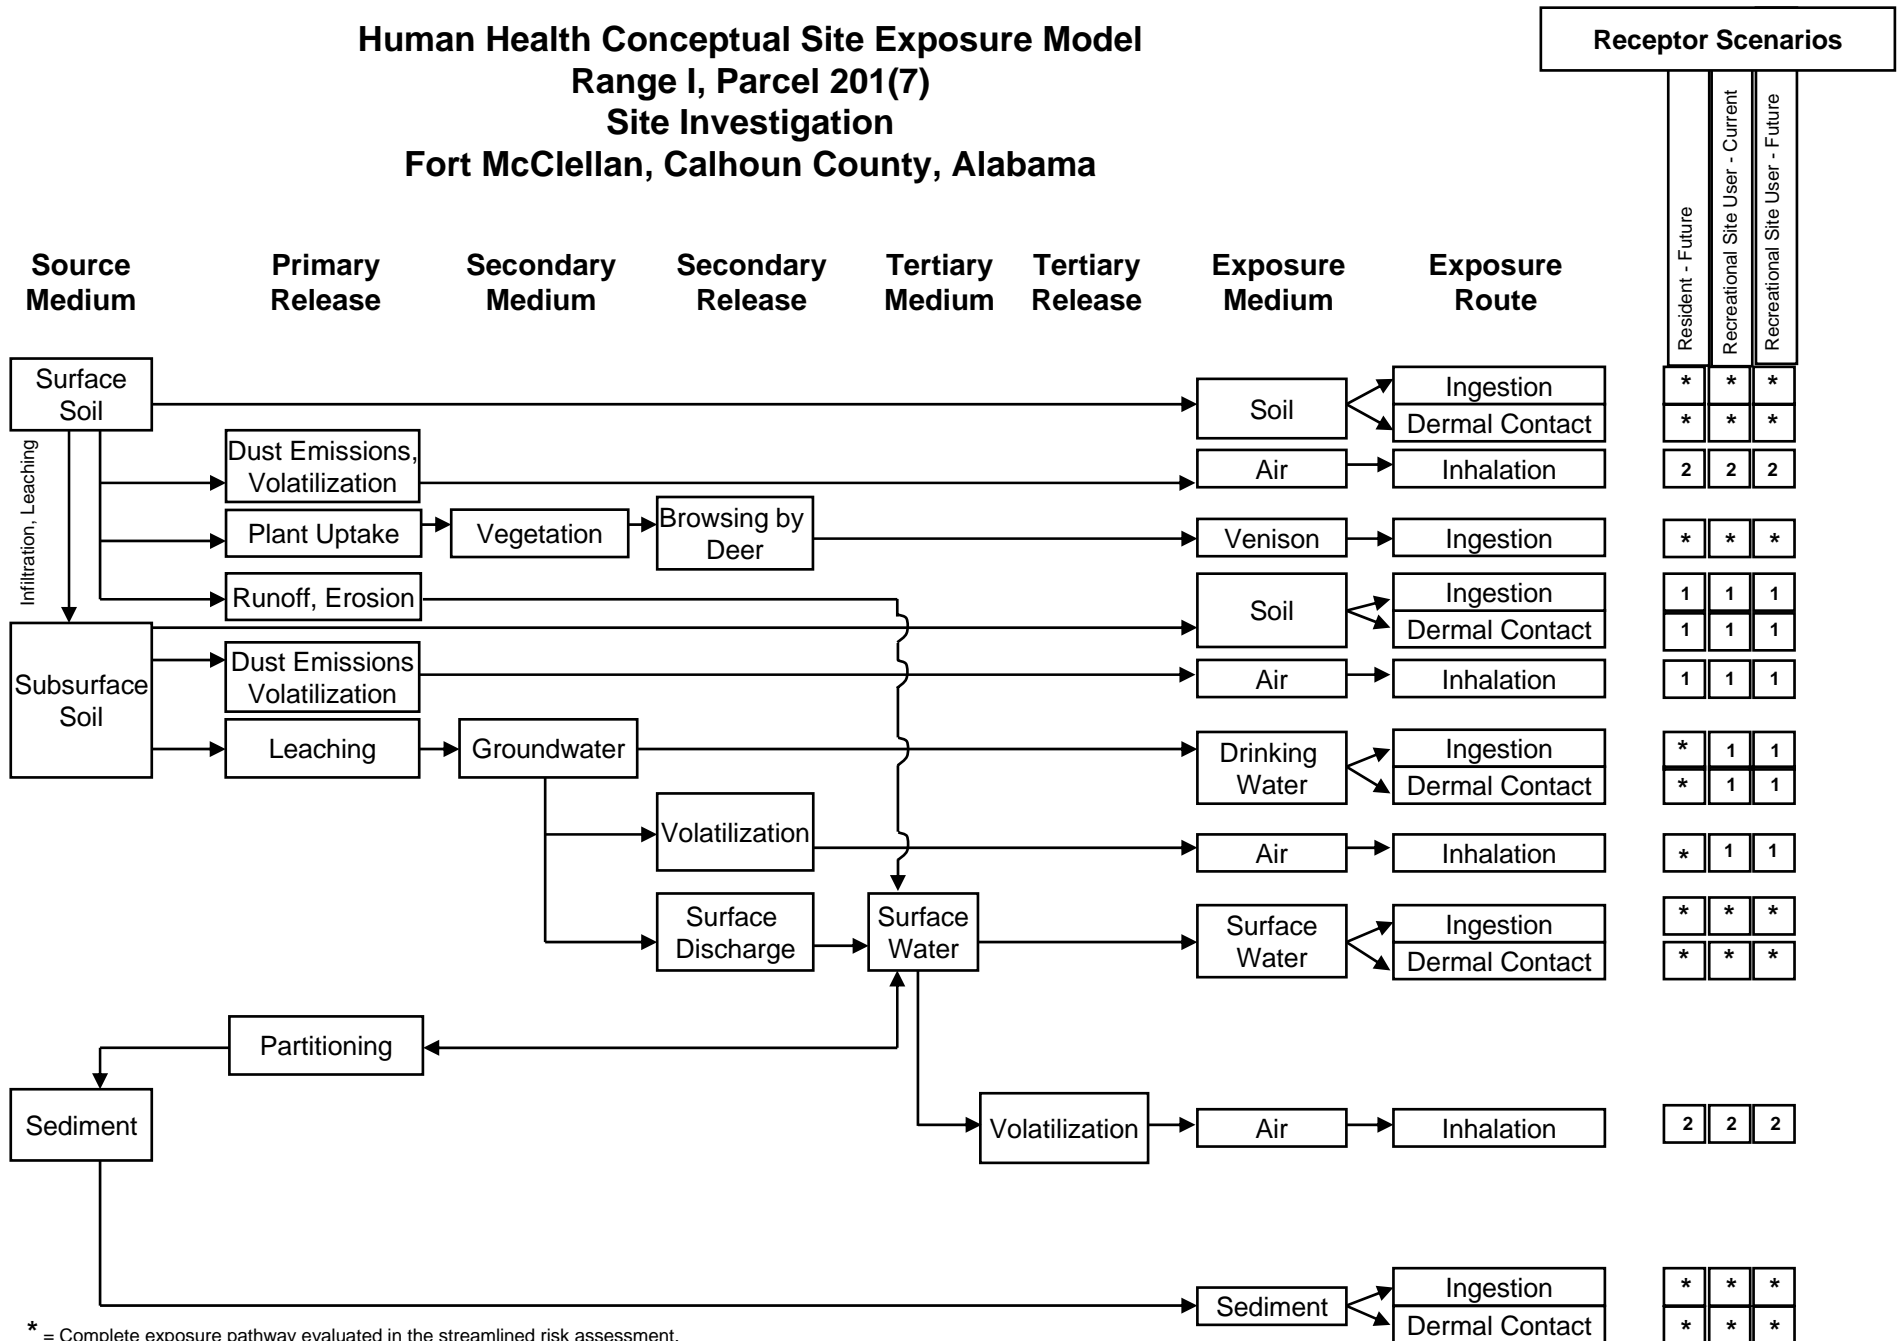 Human Health Conceptual Site Exposure Model
Range I, Parcel 201(7)
Site Investigation
Fort McClellan, Calhoun County, Alabama
Receptor Scenarios
Resident - Future
Recreational Site User - Current
Recreational Site User - Future
Source
Medium
Primary
Release
Secondary
Medium
Secondary
Release
Tertiary
Medium
Tertiary
Release
Exposure
Medium
Exposure
Route
Surface
Soil
Soil
Ingestion
* * *
Dermal Contact
* * *
Infiltration, Leaching
Dust Emissions,
Volatilization
Air
Inhalation
2 2 2
Plant Uptake
Vegetation
Browsing by
Deer
Venison
Ingestion
* * *
Runoff, Erosion
Subsurface
Soil
Soil
Ingestion
1 1 1
Dermal Contact
1 1 1
Dust Emissions
Volatilization
Air
Inhalation
1 1 1
Leaching
Groundwater
Drinking
Water
Ingestion
* 1 1
Dermal Contact
* 1 1
Volatilization
Air
Inhalation
* 1 1
Surface
Discharge
Surface
Water
Surface
Water
Ingestion
* * *
Dermal Contact
* * *
Partitioning
Sediment
Volatilization
Air
Inhalation
2 2 2
Sediment
Ingestion
* * *
Dermal Contact
* * *
* = Complete exposure pathway evaluated in the streamlined risk assessment.